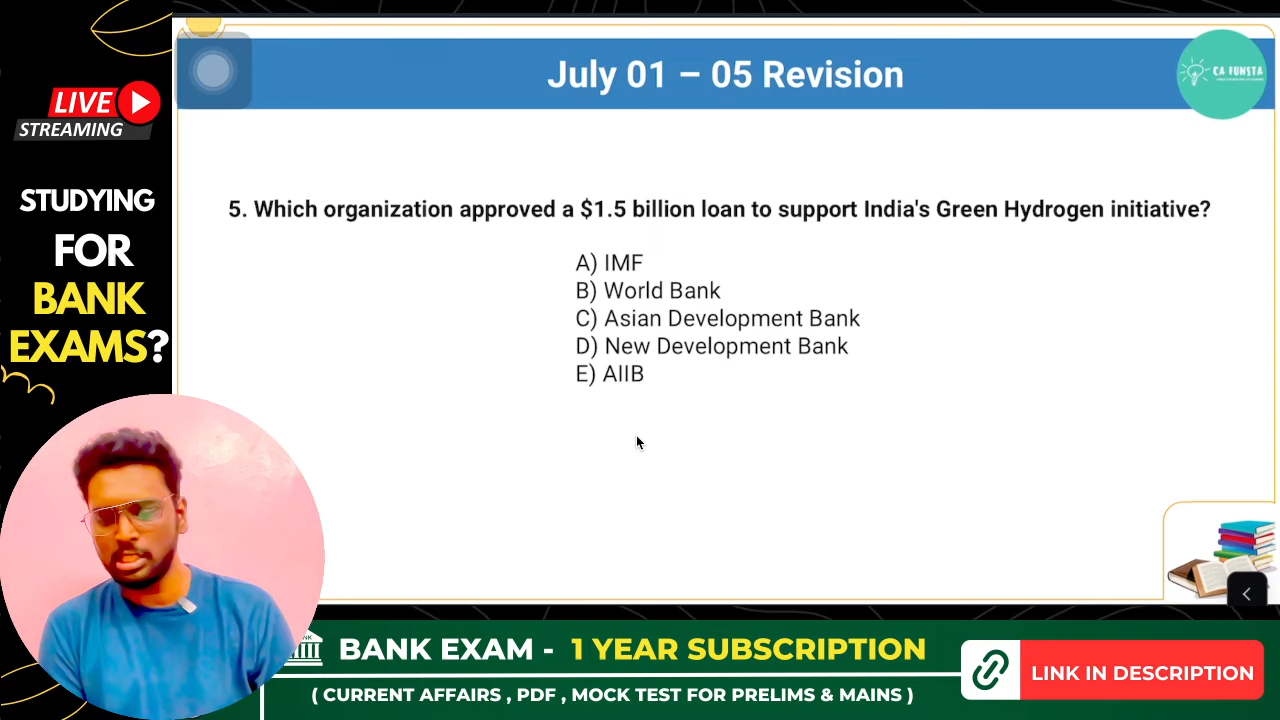 LIVE
STREAMING
STUDYING
FOR
BANK
EXAMS?
July 01 – 05 Revision
CA FUNSTA
5. Which organization approved a $1.5 billion loan to support India's Green Hydrogen initiative?
A) IMF
B) World Bank
C) Asian Development Bank
D) New Development Bank
E) AIIB
BANK EXAM - 1 YEAR SUBSCRIPTION
( CURRENT AFFAIRS , PDF , MOCK TEST FOR PRELIMS & MAINS )
LINK IN DESCRIPTION